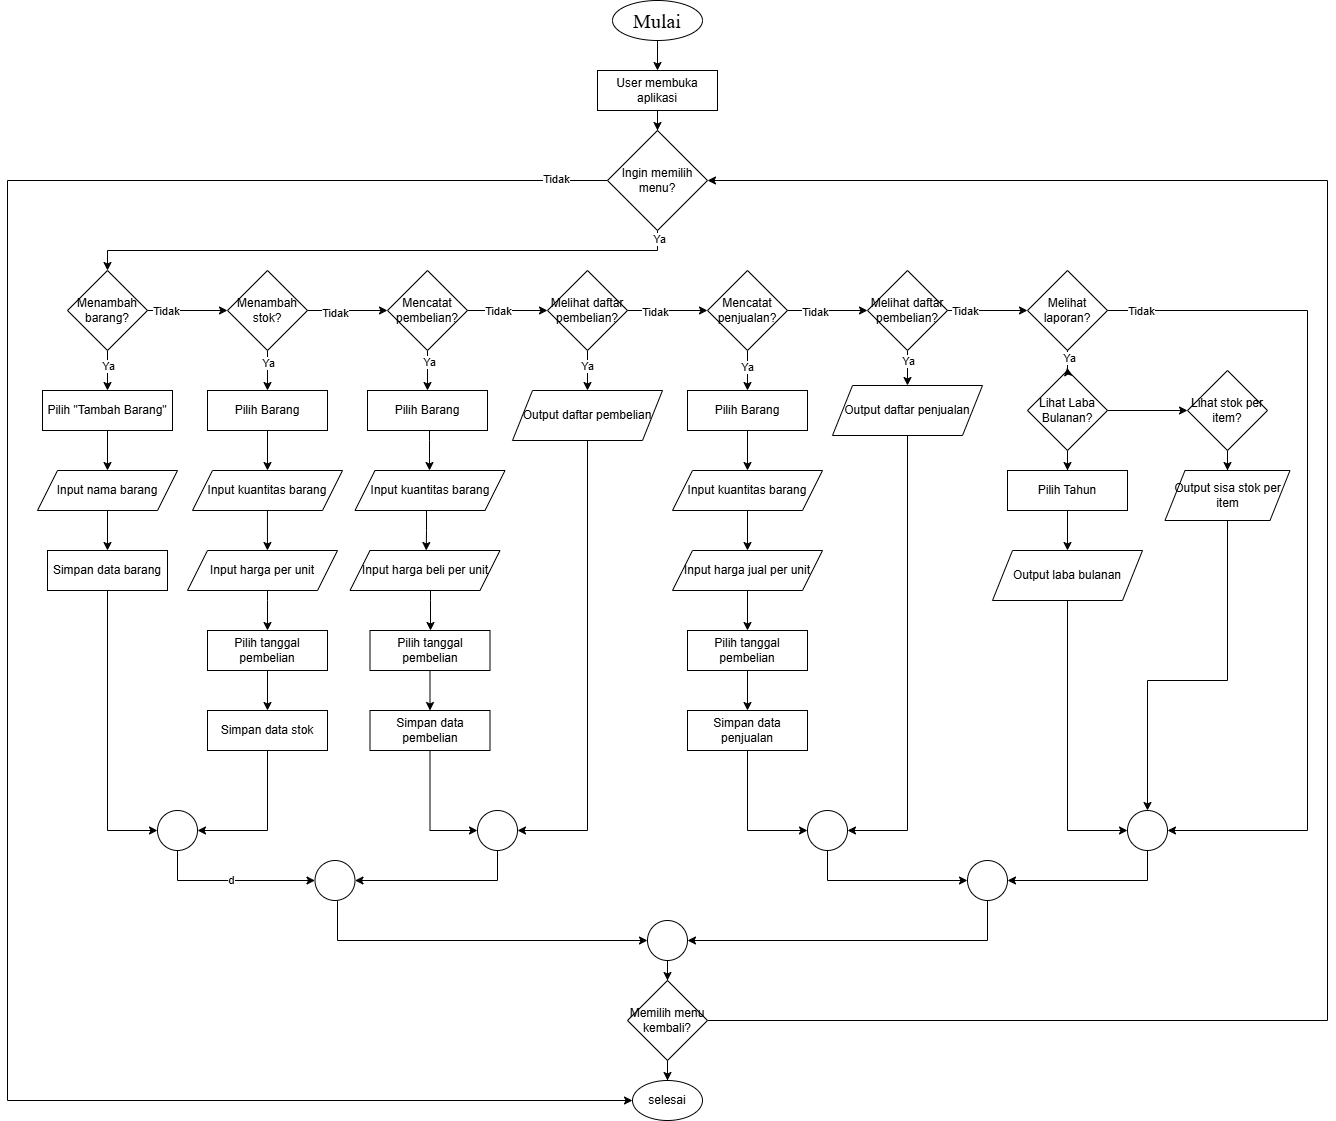 Mulai
User membuka
aplikasi
Ingin memilih
menu?
Tidak
Ya
Menambah
barang?
Tidak
Menambah
stok?
Tidak
Mencatat
pembelian?
Tidak
Melihat daftar
pembelian?
Tidak
Mencatat
penjualan?
Tidak
Melihat daftar
pembelian?
Tidak
Melihat
laporan?
Tidak
Ya
Ya
Ya
Ya
Ya
Ya
Ya
Pilih "Tambah Barang"
Pilih Barang
Pilih Barang
Output daftar pembelian
Pilih Barang
Output daftar penjualan
Lihat Laba
Bulanan?
Lihat stok per
item?
Input nama barang
Input kuantitas barang
Input kuantitas barang
Input kuantitas barang
Pilih Tahun
Output sisa stok per
item
Simpan data barang
Input harga per unit
Input harga beli per unit
Input harga jual per unit
Output laba bulanan
Pilih tanggal
pembelian
Pilih tanggal
pembelian
Pilih tanggal
pembelian
Simpan data stok
Simpan data
pembelian
Simpan data
penjualan
d
Memilih menu
kembali?
selesai